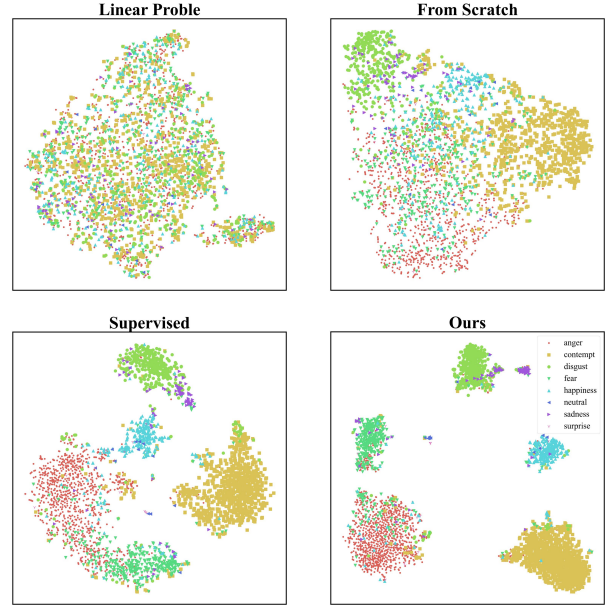 Linear Proble
From Scratch
Supervised
Ours
anger
contempt
disgust
fear
happiness
neutral
sadness
surprise